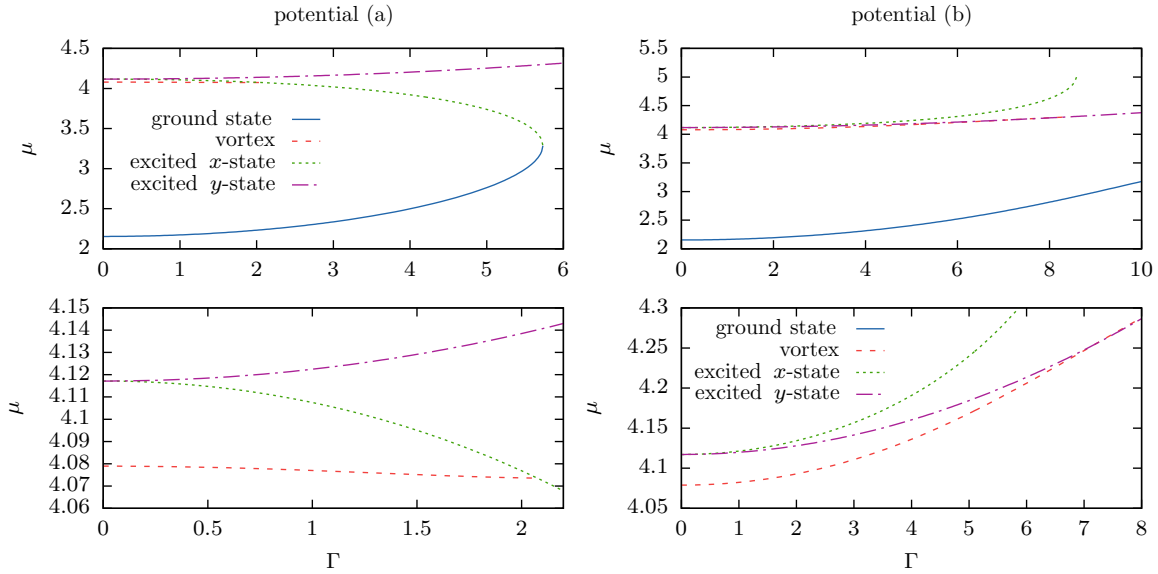 potential (a)
potential (b)
4.5
4
3.5
3
2.5
2
μ
ground state
vortex
excited x-state
excited y-state
0 1 2 3 4 5 6
5.5
5
4.5
4
3.5
3
2.5
2
μ
0 2 4 6 8 10
4.15
4.14
4.13
4.12
4.11
4.10
4.09
4.08
4.07
4.06
μ
0 0.5 1 1.5 2
Γ
4.3
4.25
4.2
4.15
4.1
4.05
μ
ground state
vortex
excited x-state
excited y-state
0 1 2 3 4 5 6 7 8
Γ